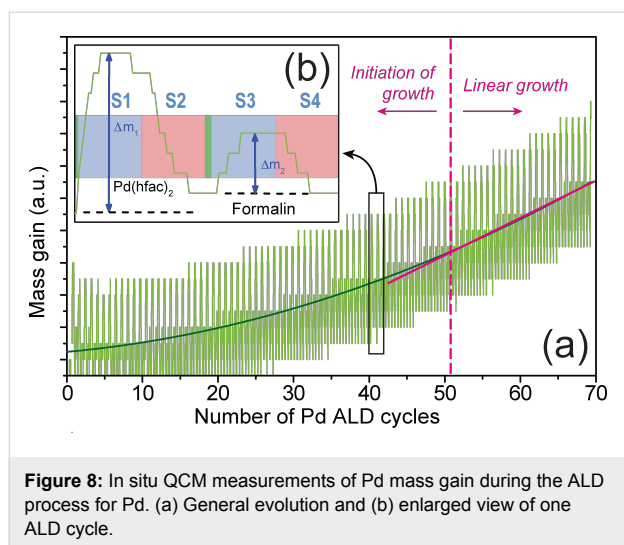 (b)
S1 S2 S3 S4
Δm1
Δm2
Pd(hfac)2
Formalin
Initiation of
growth
Linear growth
(a)
Mass gain (a.u.)
0 10 20 30 40 50 60 70
Number of Pd ALD cycles
Figure 8: In situ QCM measurements of Pd mass gain during the ALD
process for Pd. (a) General evolution and (b) enlarged view of one
ALD cycle.